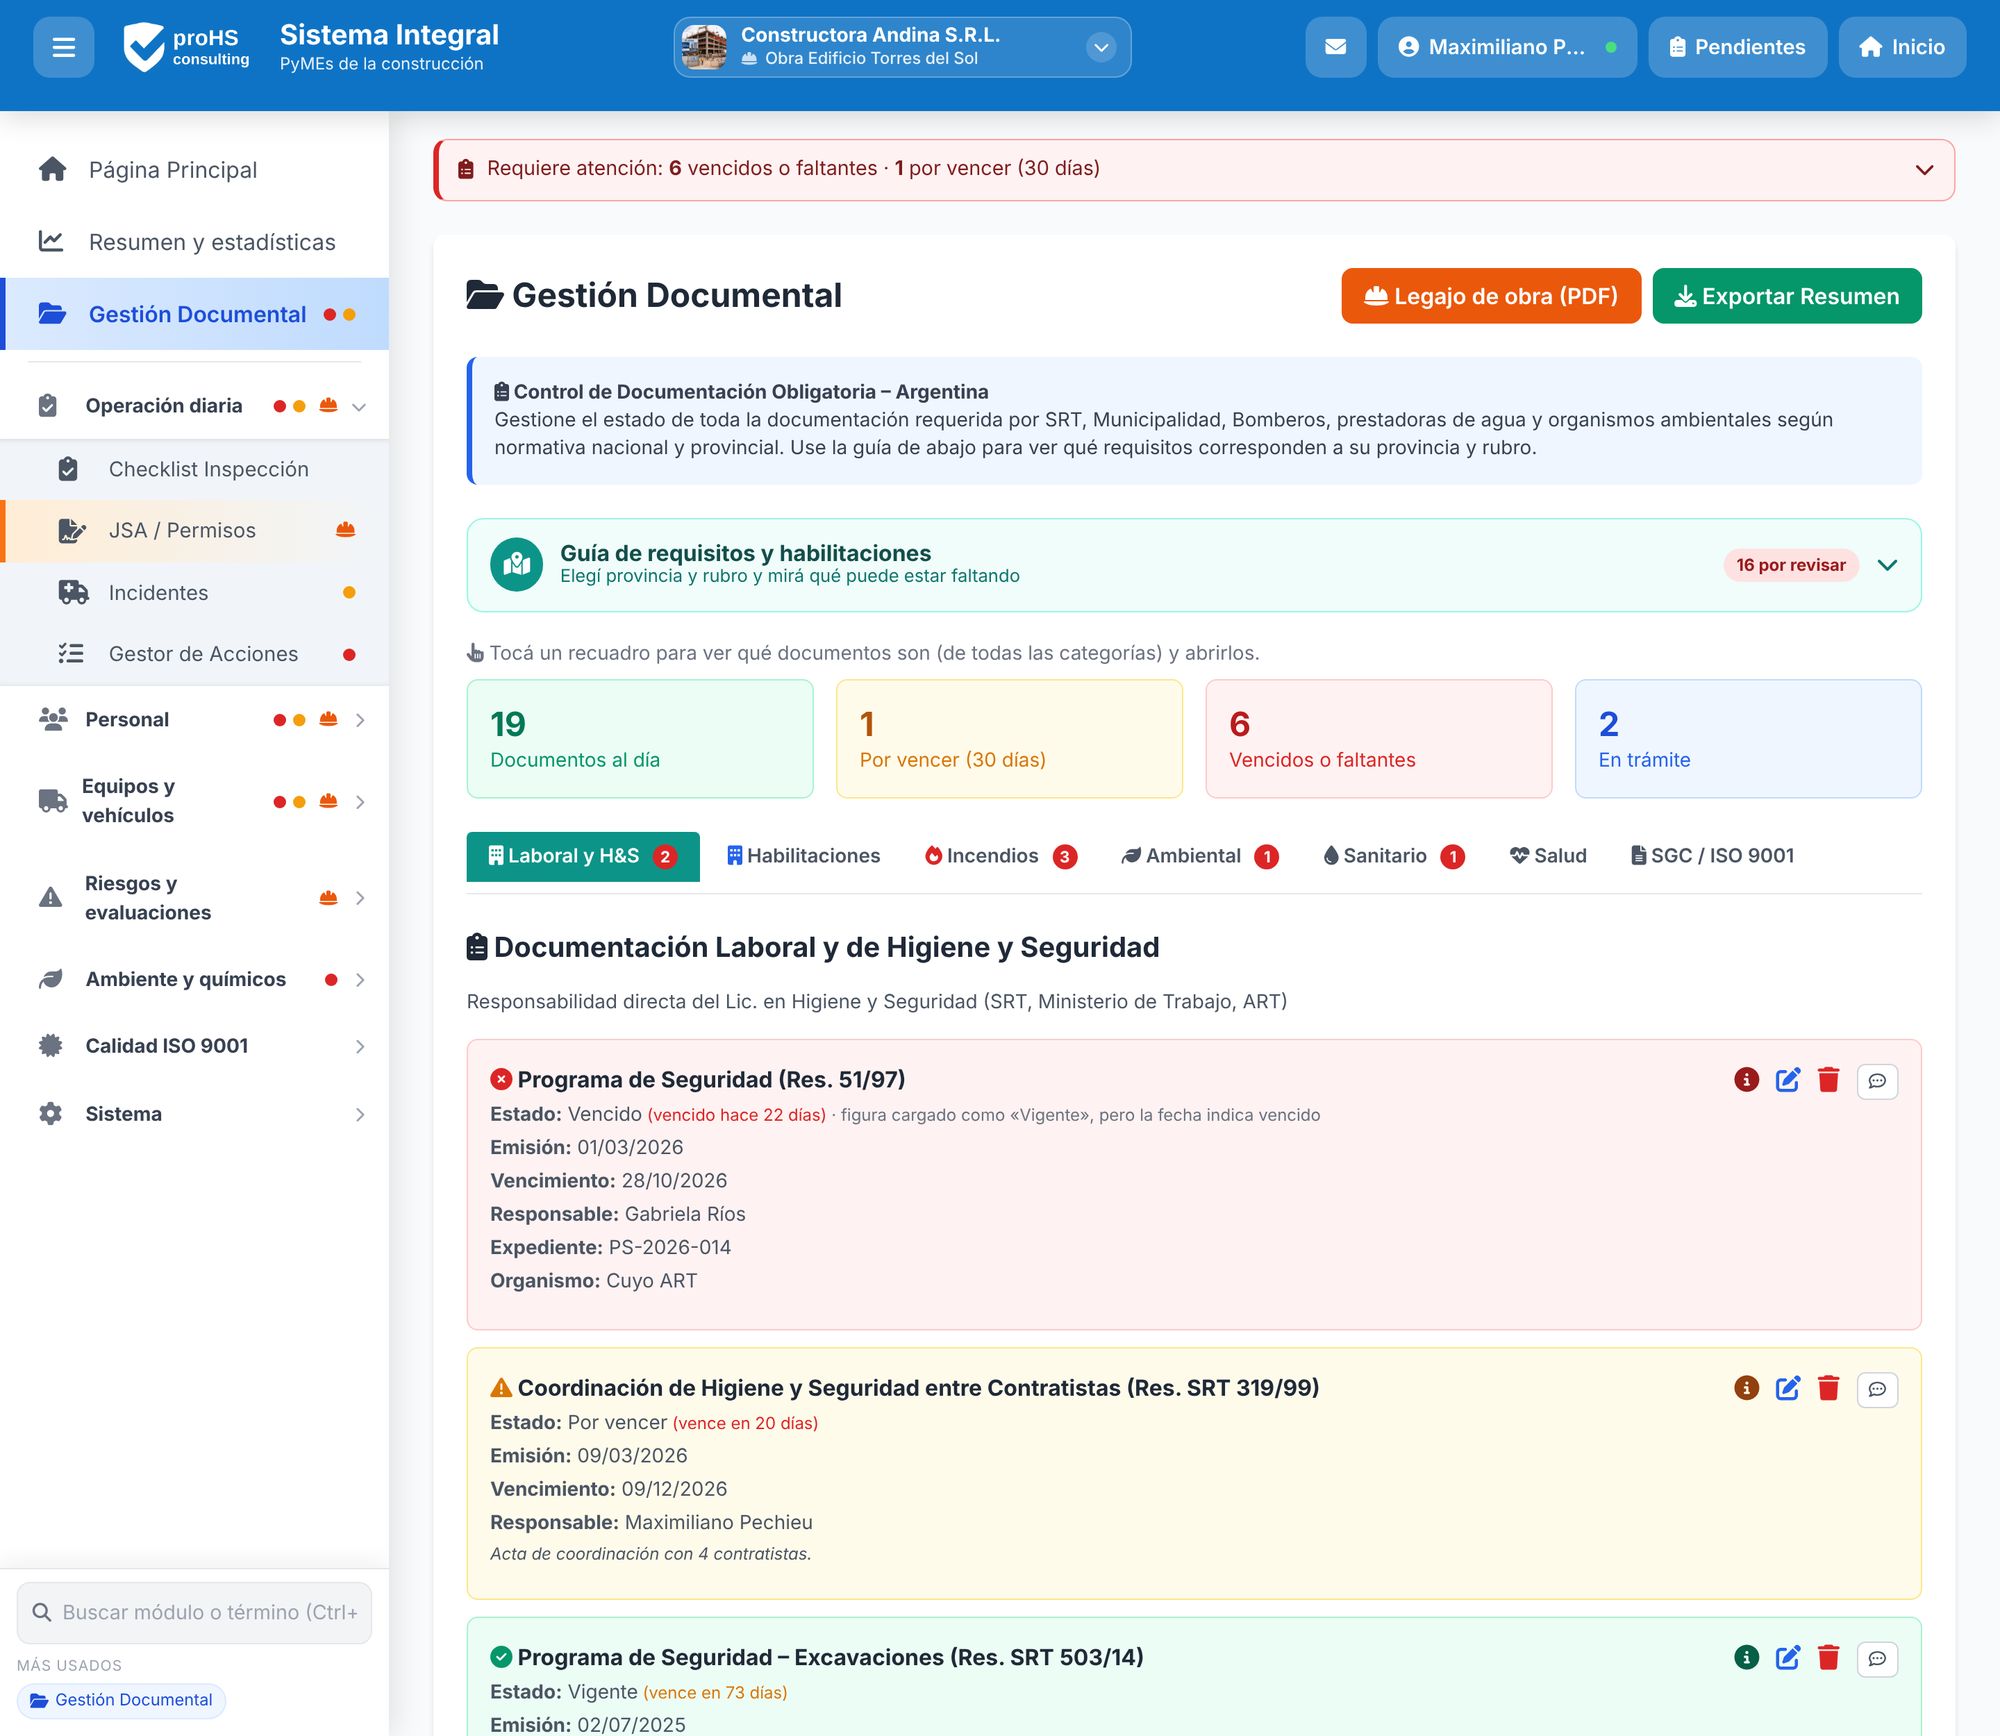 proHS
consulting
Sistema Integral
PyMEs de la construcción
Constructora Andina S.R.L.
Obra Edificio Torres del Sol
Maximiliano P...
Pendientes
Inicio
Página Principal
Resumen y estadísticas
Gestión Documental
Operación diaria
Checklist Inspección
JSA / Permisos
Incidentes
Gestor de Acciones
Personal
Equipos y
vehículos
Riesgos y
evaluaciones
Ambiente y químicos
Calidad ISO 9001
Sistema
Buscar módulo o término (Ctrl+
MÁS USADOS
Gestión Documental
Requiere atención: 6 vencidos o faltantes · 1 por vencer (30 días)
Gestión Documental
Legajo de obra (PDF)
Exportar Resumen
Control de Documentación Obligatoria – Argentina
Gestione el estado de toda la documentación requerida por SRT, Municipalidad, Bomberos, prestadoras de agua y organismos ambientales según
normativa nacional y provincial. Use la guía de abajo para ver qué requisitos corresponden a su provincia y rubro.
Guía de requisitos y habilitaciones
Elegí provincia y rubro y mirá qué puede estar faltando
16 por revisar
Tocá un recuadro para ver qué documentos son (de todas las categorías) y abrirlos.
19
Documentos al día
1
Por vencer (30 días)
6
Vencidos o faltantes
2
En trámite
Laboral y H&S 2
Habilitaciones
Incendios 3
Ambiental 1
Sanitario 1
Salud
SGC / ISO 9001
Documentación Laboral y de Higiene y Seguridad
Responsabilidad directa del Lic. en Higiene y Seguridad (SRT, Ministerio de Trabajo, ART)
Programa de Seguridad (Res. 51/97)
Estado: Vencido (vencido hace 22 días) · figura cargado como «Vigente», pero la fecha indica vencido
Emisión: 01/03/2026
Vencimiento: 28/10/2026
Responsable: Gabriela Ríos
Expediente: PS-2026-014
Organismo: Cuyo ART
Coordinación de Higiene y Seguridad entre Contratistas (Res. SRT 319/99)
Estado: Por vencer (vence en 20 días)
Emisión: 09/03/2026
Vencimiento: 09/12/2026
Responsable: Maximiliano Pechieu
Acta de coordinación con 4 contratistas.
Programa de Seguridad – Excavaciones (Res. SRT 503/14)
Estado: Vigente (vence en 73 días)
Emisión: 02/07/2025